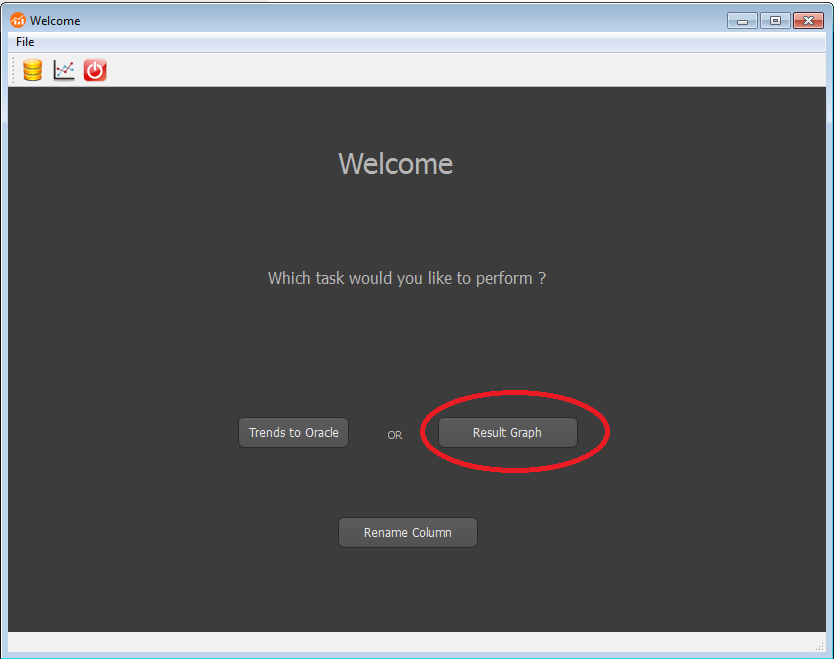 Welcome
File
Welcome
Which task would you like to perform ?
Trends to Oracle OR Result Graph
Rename Column